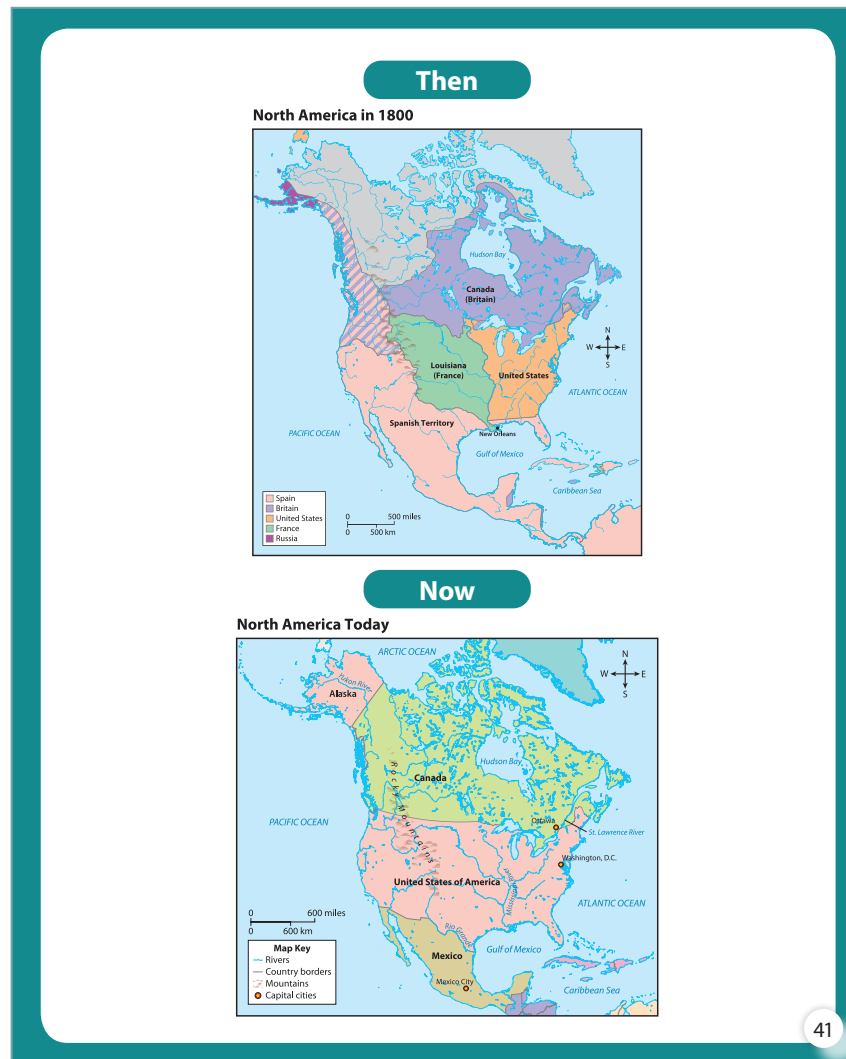 Then
North America in 1800
Hudson Bay
Canada
(Britain)
N
W E
S
Louisiana
(France)
United States
ATLANTIC OCEAN
Spanish Territory
New Orleans
PACIFIC OCEAN
Gulf of Mexico
Caribbean Sea
Spain
Britain
United States
France
Russia
0 500 miles
0 500 km
Now
North America Today
ARCTIC OCEAN
N
W E
S
Yukon River
Alaska
Hudson Bay
Rocky Mountains
Canada
PACIFIC OCEAN
Ottawa
St. Lawrence River
Washington, D.C.
United States of America
Mississippi River
ATLANTIC OCEAN
0 600 miles
0 600 km
Rio Grande
Gulf of Mexico
Mexico
Mexico City
Caribbean Sea
Map Key
Rivers
Country borders
Mountains
Capital cities
41